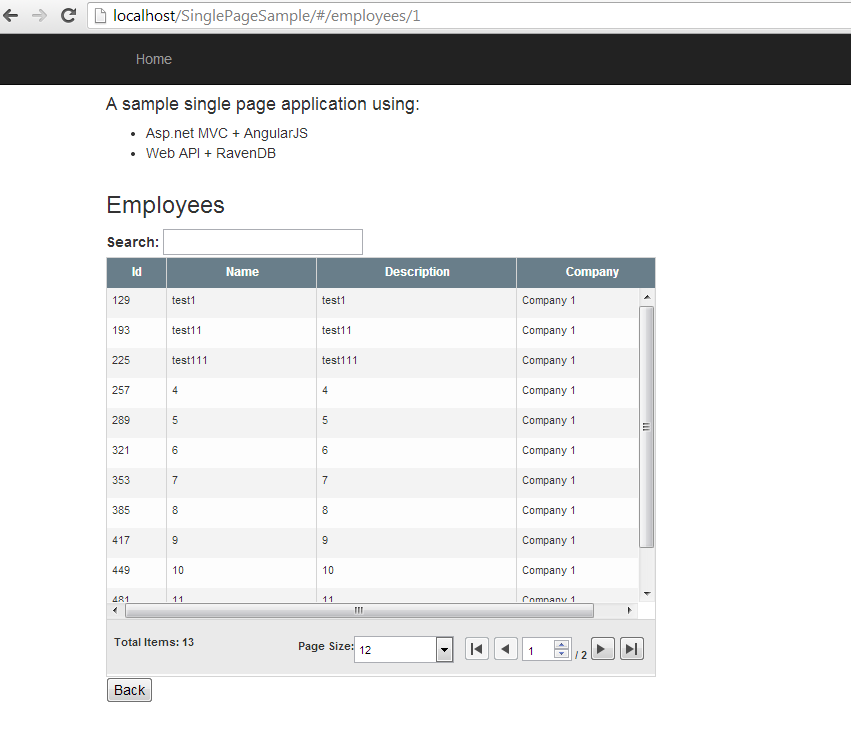 localhost/SinglePageSample/#/employees/1
Home
A sample single page application using:
• Asp.net MVC + AngularJS
• Web API + RavenDB
Employees
Search:
Id Name Description Company
129 test1 test1 Company 1
193 test11 test11 Company 1
225 test111 test111 Company 1
257 4 4 Company 1
289 5 5 Company 1
321 6 6 Company 1
353 7 7 Company 1
385 8 8 Company 1
417 9 9 Company 1
449 10 10 Company 1
481 11 11 Company 1
Total Items: 13 Page Size: 12 1 / 2
Back